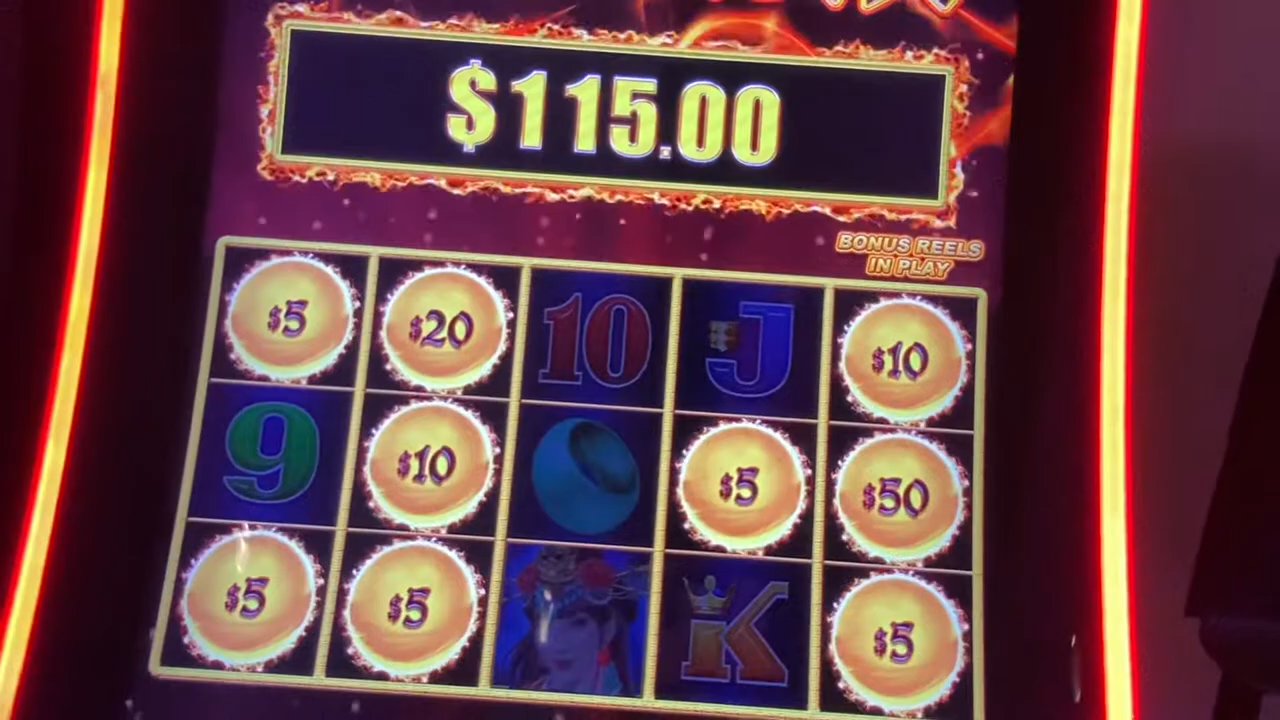 $115.00
BONUS REELS
IN PLAY
$5 $20 10 J $10
9 $10 $5 $50
$5 $5 K $5